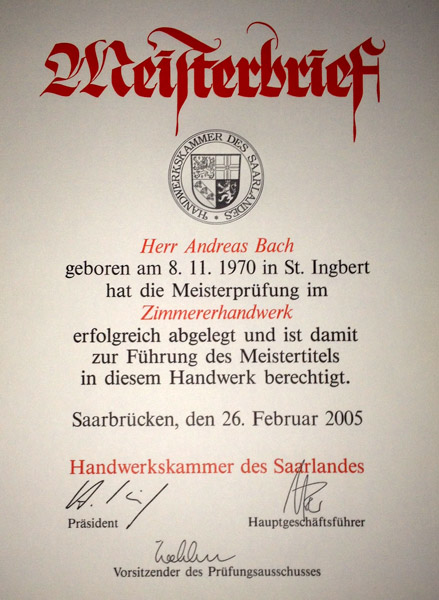 Meisterbrief
HANDWERKSKAMMER DES SAARLANDES
Herr Andreas Bach
geboren am 8. 11. 1970 in St. Ingbert
hat die Meisterprüfung im
Zimmererhandwerk
erfolgreich abgelegt und ist damit
zur Führung des Meistertitels
in diesem Handwerk berechtigt.
Saarbrücken, den 26. Februar 2005
Handwerkskammer des Saarlandes
Präsident
Hauptgeschäftsführer
Vorsitzender des Prüfungsausschusses